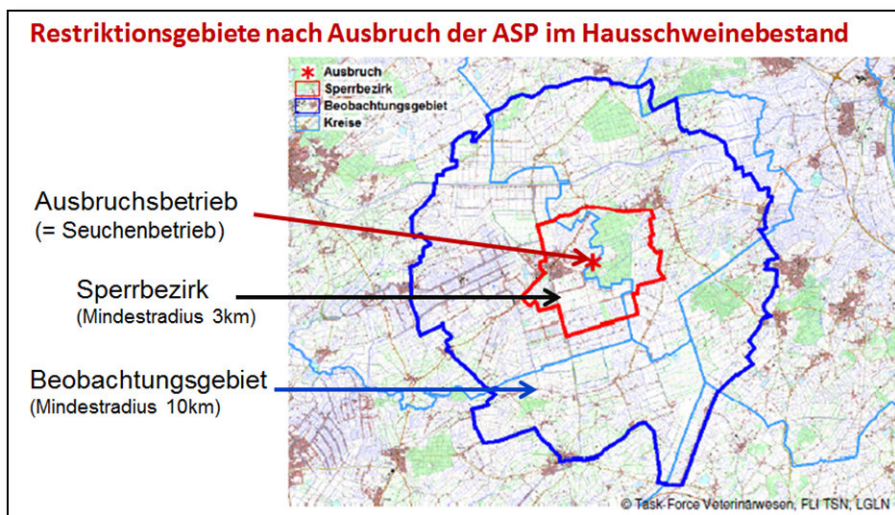 Restriktionsgebiete nach Ausbruch der ASP im Hausschweinebestand
Ausbruch
Sperrbezirk
Beobachtungsgebiet
Kreise
Ausbruchsbetrieb
(= Seuchenbetrieb)
Sperrbezirk
(Mindestradius 3km)
Beobachtungsgebiet
(Mindestradius 10km)
© Task-Force Veterinärwesen, FLI TSN, LGLN